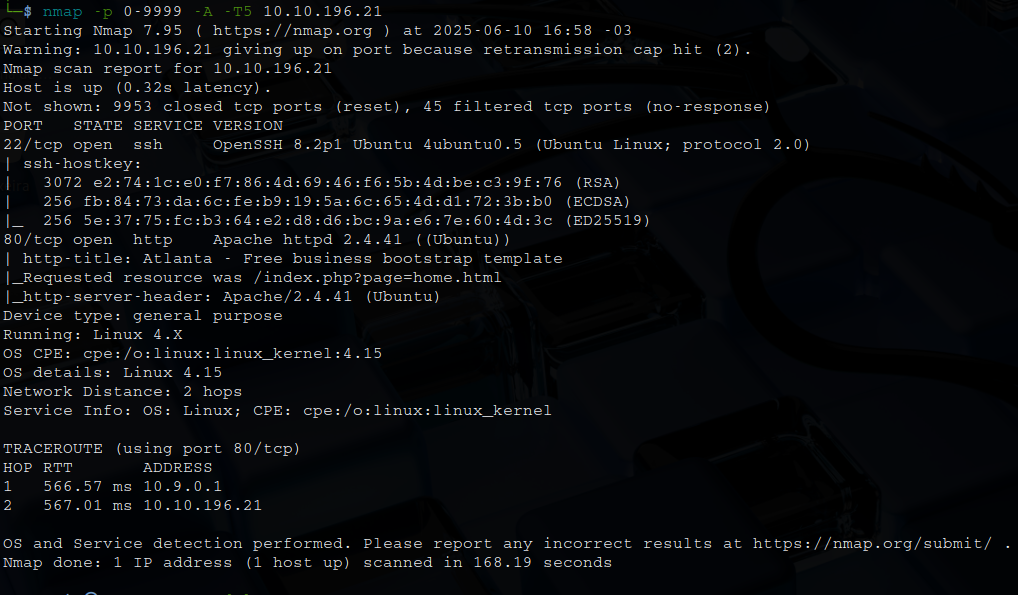 └─$ nmap -p 0-9999 -A -T5 10.10.196.21
Starting Nmap 7.95 ( https://nmap.org ) at 2025-06-10 16:58 -03
Warning: 10.10.196.21 giving up on port because retransmission cap hit (2).
Nmap scan report for 10.10.196.21
Host is up (0.32s latency).
Not shown: 9953 closed tcp ports (reset), 45 filtered tcp ports (no-response)
PORT   STATE SERVICE VERSION
22/tcp open  ssh     OpenSSH 8.2p1 Ubuntu 4ubuntu0.5 (Ubuntu Linux; protocol 2.0)
| ssh-hostkey:
|   3072 e2:74:1c:e0:f7:86:4d:69:46:f6:5b:4d:be:c3:9f:76 (RSA)
|   256 fb:84:73:da:6c:fe:b9:19:5a:6c:65:4d:d1:72:3b:b0 (ECDSA)
|_  256 5e:37:75:fc:b3:64:e2:d8:d6:bc:9a:e6:7e:60:4d:3c (ED25519)
80/tcp open  http    Apache httpd 2.4.41 ((Ubuntu))
| http-title: Atlanta - Free business bootstrap template
|_Requested resource was /index.php?page=home.html
|_http-server-header: Apache/2.4.41 (Ubuntu)
Device type: general purpose
Running: Linux 4.X
OS CPE: cpe:/o:linux:linux_kernel:4.15
OS details: Linux 4.15
Network Distance: 2 hops
Service Info: OS: Linux; CPE: cpe:/o:linux:linux_kernel
TRACEROUTE (using port 80/tcp)
HOP RTT       ADDRESS
1   566.57 ms 10.9.0.1
2   567.01 ms 10.10.196.21
OS and Service detection performed. Please report any incorrect results at https://nmap.org/submit/ .
Nmap done: 1 IP address (1 host up) scanned in 168.19 seconds